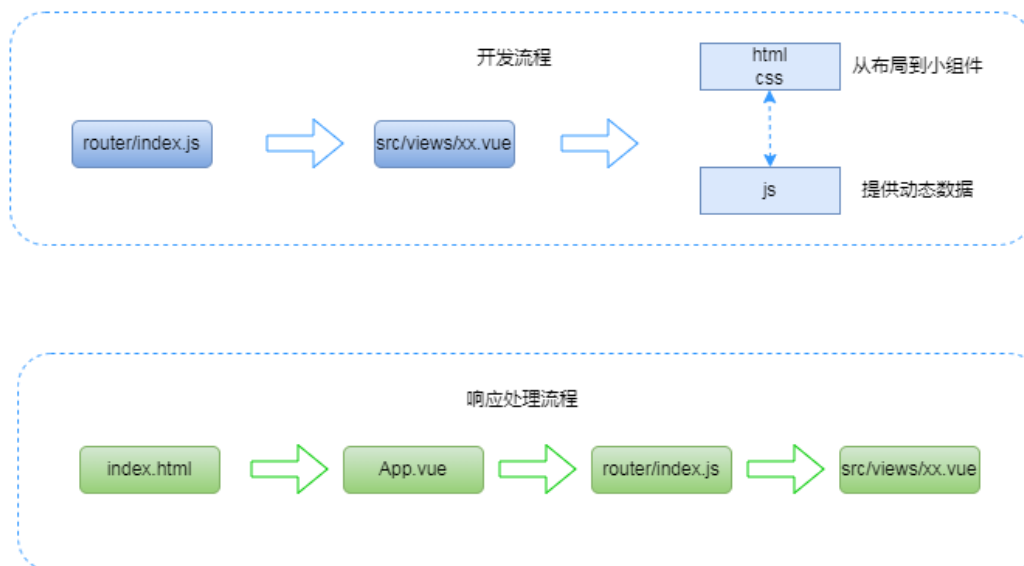 开发流程
html
css
从布局到小组件
router/index.js
src/views/xx.vue
js
提供动态数据
响应处理流程
index.html
App.vue
router/index.js
src/views/xx.vue